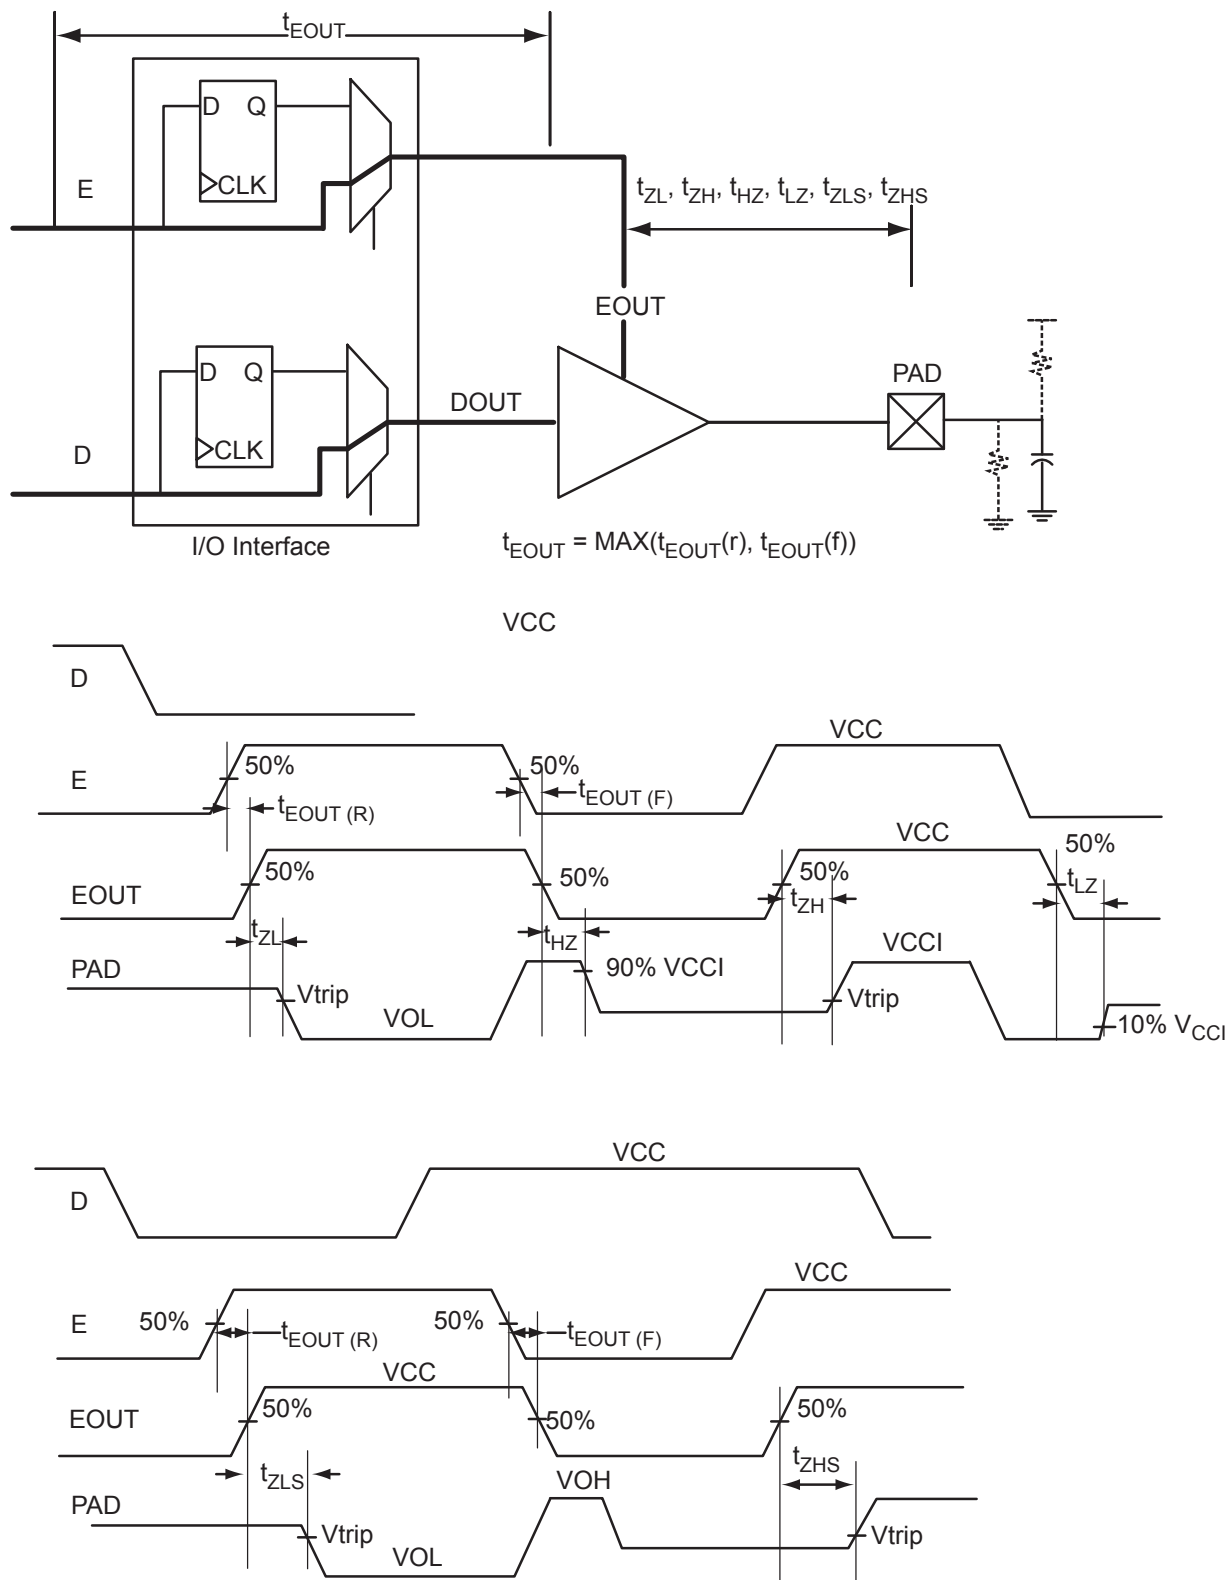 tEOUT
D Q
CLK
E
tZL, tZH, tHZ, tLZ, tZLS, tZHS
EOUT
D Q
CLK
DOUT
PAD
D
I/O Interface
tEOUT = MAX(tEOUT(r), tEOUT(f))
VCC
D
VCC
50% 50%
E
tEOUT (R) tEOUT (F)
VCC 50%
50% 50% 50%
EOUT
tZH tLZ
tZL tHZ
VCCI
PAD 90% VCCI
Vtrip Vtrip
VOL 10% VCCI
VCC
D
VCC
E 50% 50%
tEOUT (R) tEOUT (F)
VCC
EOUT 50% 50% 50%
tZLS tZHS
VOH
PAD
Vtrip Vtrip
VOL